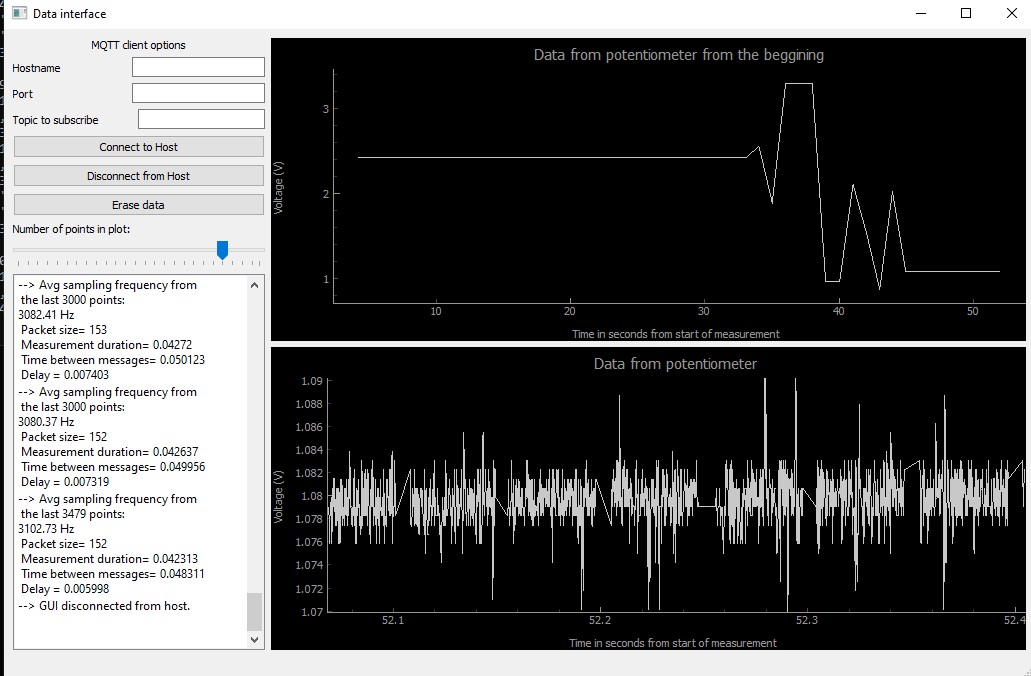 Data interface
MQTT client options
Hostname
Port
Topic to subscribe
Connect to Host
Disconnect from Host
Erase data
Number of points in plot:
--> Avg sampling frequency from
the last 3000 points:
3082.41 Hz
Packet size= 153
Measurement duration= 0.04272
Time between messages= 0.050123
Delay = 0.007403
--> Avg sampling frequency from
the last 3000 points:
3080.37 Hz
Packet size= 152
Measurement duration= 0.042637
Time between messages= 0.049956
Delay = 0.007319
--> Avg sampling frequency from
the last 3479 points:
3102.73 Hz
Packet size= 152
Measurement duration= 0.042313
Time between messages= 0.048311
Delay = 0.005998
--> GUI disconnected from host.
Data from potentiometer from the beggining
Voltage (V)
3
2
1
10 20 30 40 50
Time in seconds from start of measurement
Data from potentiometer
Voltage (V)
1.09
1.088
1.086
1.084
1.082
1.08
1.078
1.076
1.074
1.072
1.07
52.1 52.2 52.3 52.4
Time in seconds from start of measurement